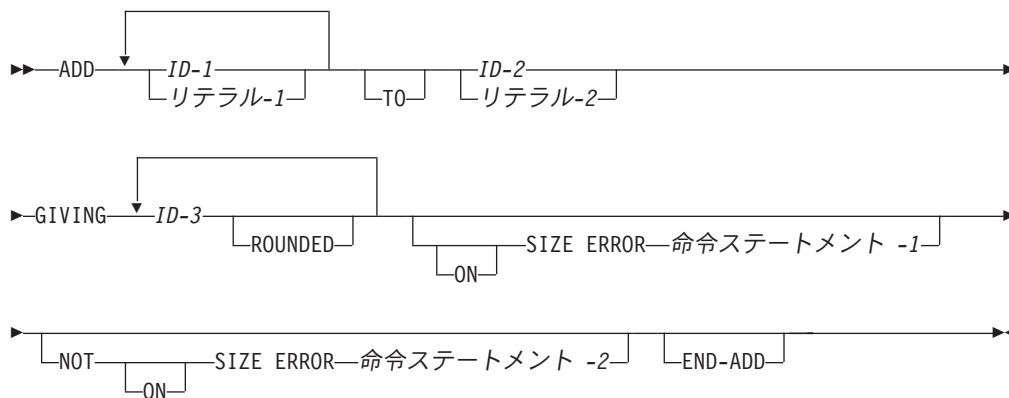 ADD ID-1 ID-2
リテラル-1 TO リテラル-2
GIVING ID-3
ROUNDED SIZE ERROR 命令ステートメント -1
ON
NOT SIZE ERROR 命令ステートメント -2 END-ADD
ON